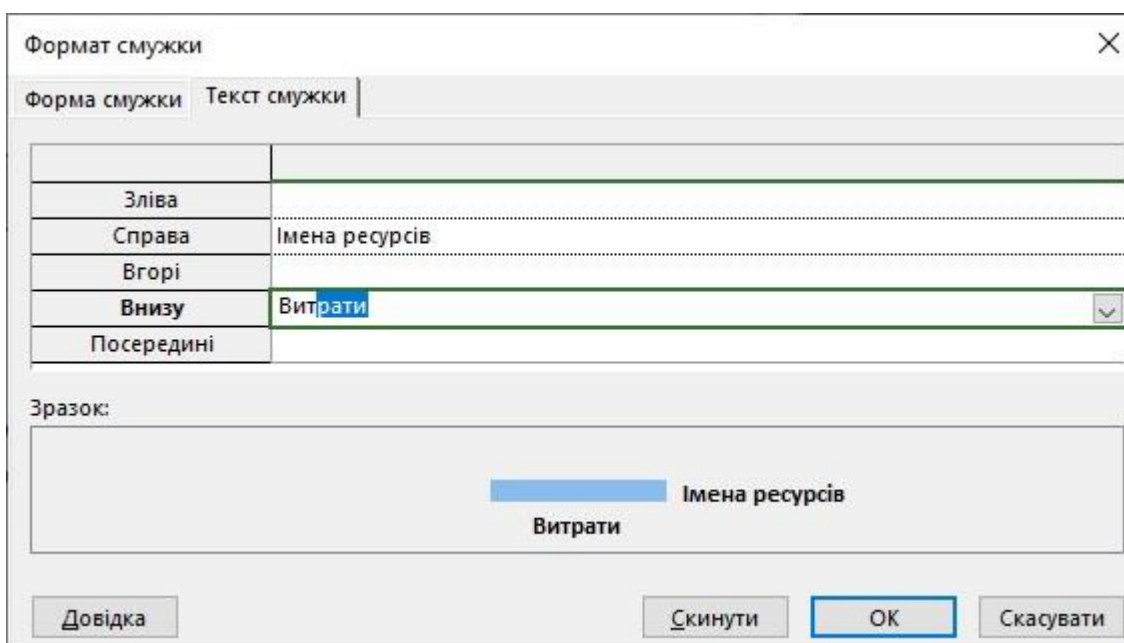 Формат смужки
Форма смужки Текст смужки
Зліва
Справа Імена ресурсів
Вгорі
Внизу Витрати
Посередині
Зразок:
Імена ресурсів
Витрати
Довідка Скинути ОК Скасувати